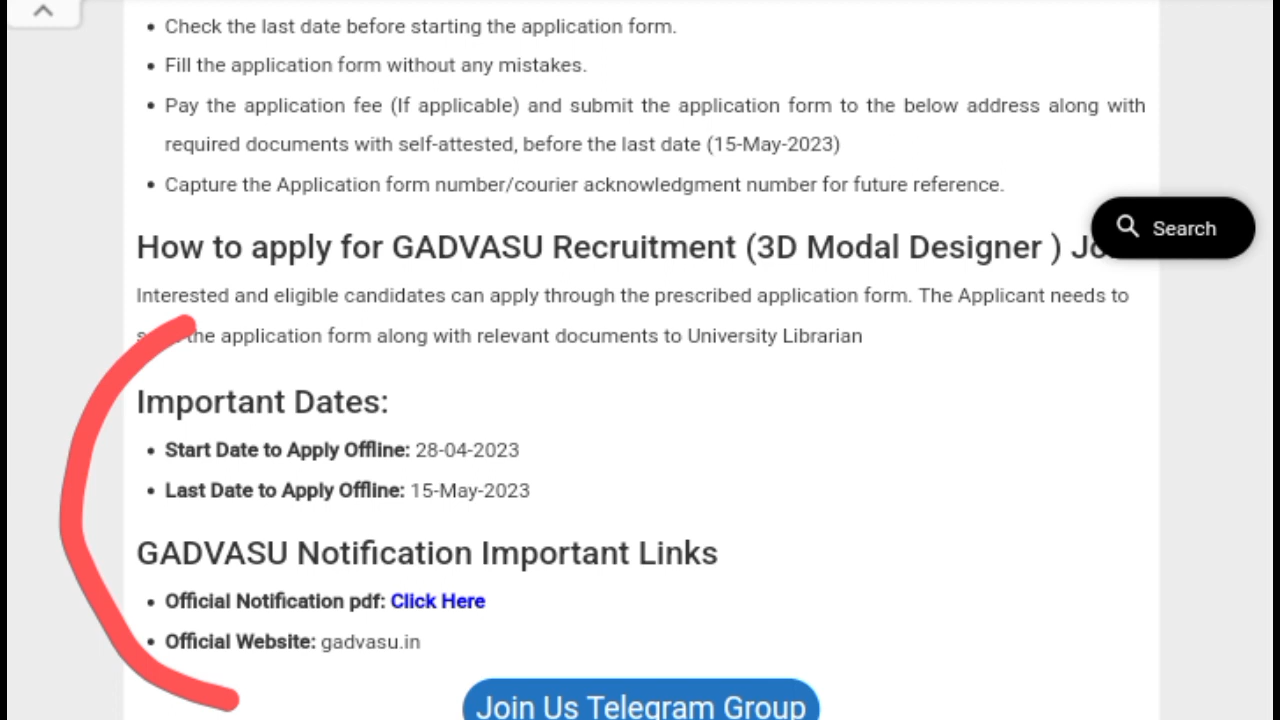 Check the last date before starting the application form.
Fill the application form without any mistakes.
Pay the application fee (If applicable) and submit the application form to the below address along with
required documents with self-attested, before the last date (15-May-2023)
Capture the Application form number/courier acknowledgment number for future reference.
Search
How to apply for GADVASU Recruitment (3D Modal Designer )
Interested and eligible candidates can apply through the prescribed application form. The Applicant needs to
the application form along with relevant documents to University Librarian
Important Dates:
Start Date to Apply Offline: 28-04-2023
Last Date to Apply Offline: 15-May-2023
GADVASU Notification Important Links
Official Notification pdf: Click Here
Official Website: gadvasu.in
Join Us Telegram Group